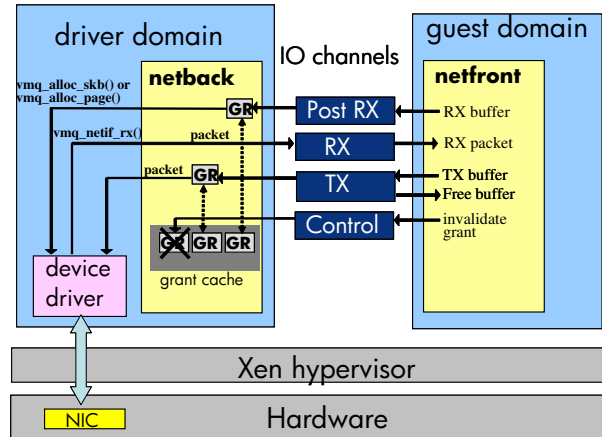 driver domain
IO channels
guest domain
netback
netfront
vmq_alloc_skb() or
vmq_alloc_page()
GR
Post RX
RX buffer
vmq_netif_rx()
packet
RX
RX packet
packet
GR
TX
TX buffer
Free buffer
Control
invalidate
grant
GR
GR
GR
grant cache
device
driver
Xen hypervisor
NIC
Hardware